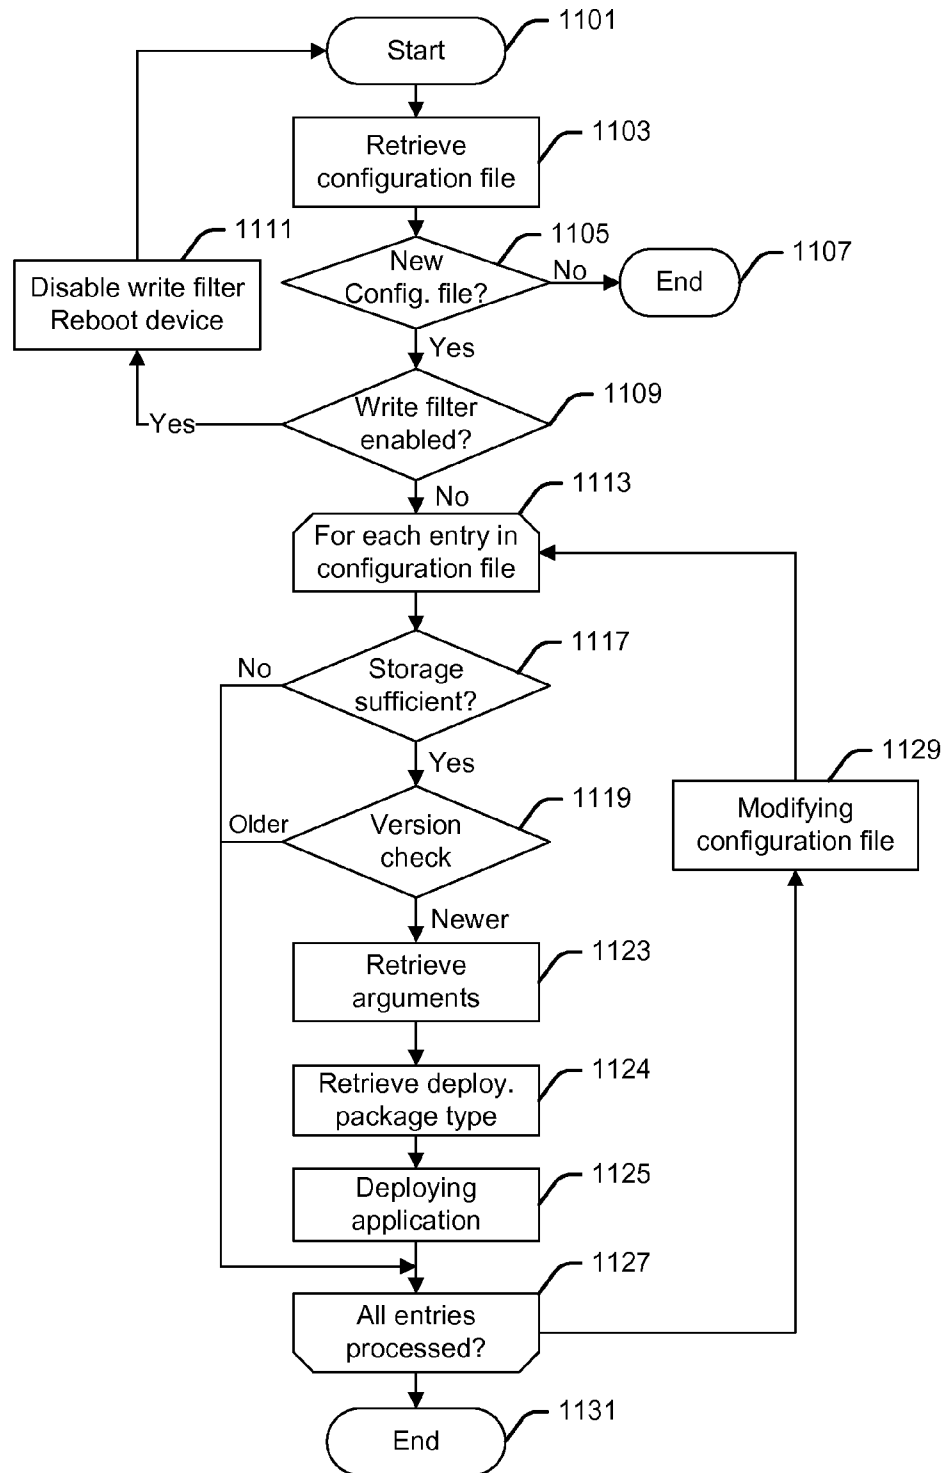 1101
Start
1103
Retrieve
configuration file
1111
1105
1107
New
Config. file?
No
End
Disable write filter
Reboot device
Yes
1109
Write filter
enabled?
Yes
No
1113
For each entry in
configuration file
1117
No
Storage
sufficient?
Yes
1129
1119
Older
Version
check
Modifying
configuration file
Newer
1123
Retrieve
arguments
1124
Retrieve deploy.
package type
1125
Deploying
application
1127
All entries
processed?
1131
End